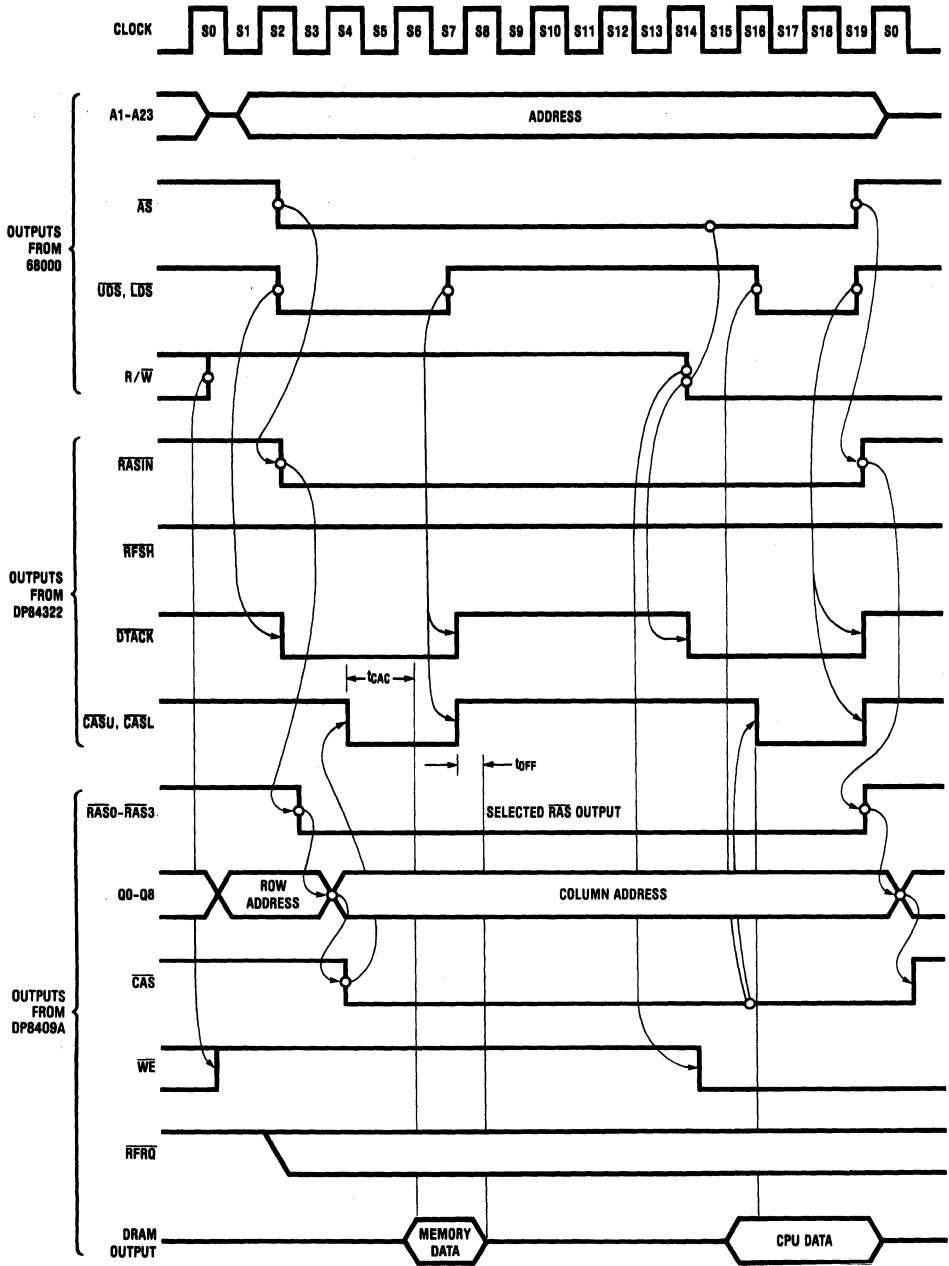 CLOCK S0 S1 S2 S3 S4 S5 S6 S7 S8 S9 S10 S11 S12 S13 S14 S15 S16 S17 S18 S19 S0
A1-A23 ADDRESS
AS
OUTPUTS
FROM
68000
UDS, LDS
R/W
RASIN
RFSH
OUTPUTS
FROM
DP84322
DTACK
tCAC
CASU, CASL
tOFF
RAS0-RAS3 SELECTED RAS OUTPUT
Q0-Q8 ROW
ADDRESS
COLUMN ADDRESS
CAS
OUTPUTS
FROM
DP8409A
WE
RFRQ
DRAM
OUTPUT
MEMORY
DATA
CPU DATA